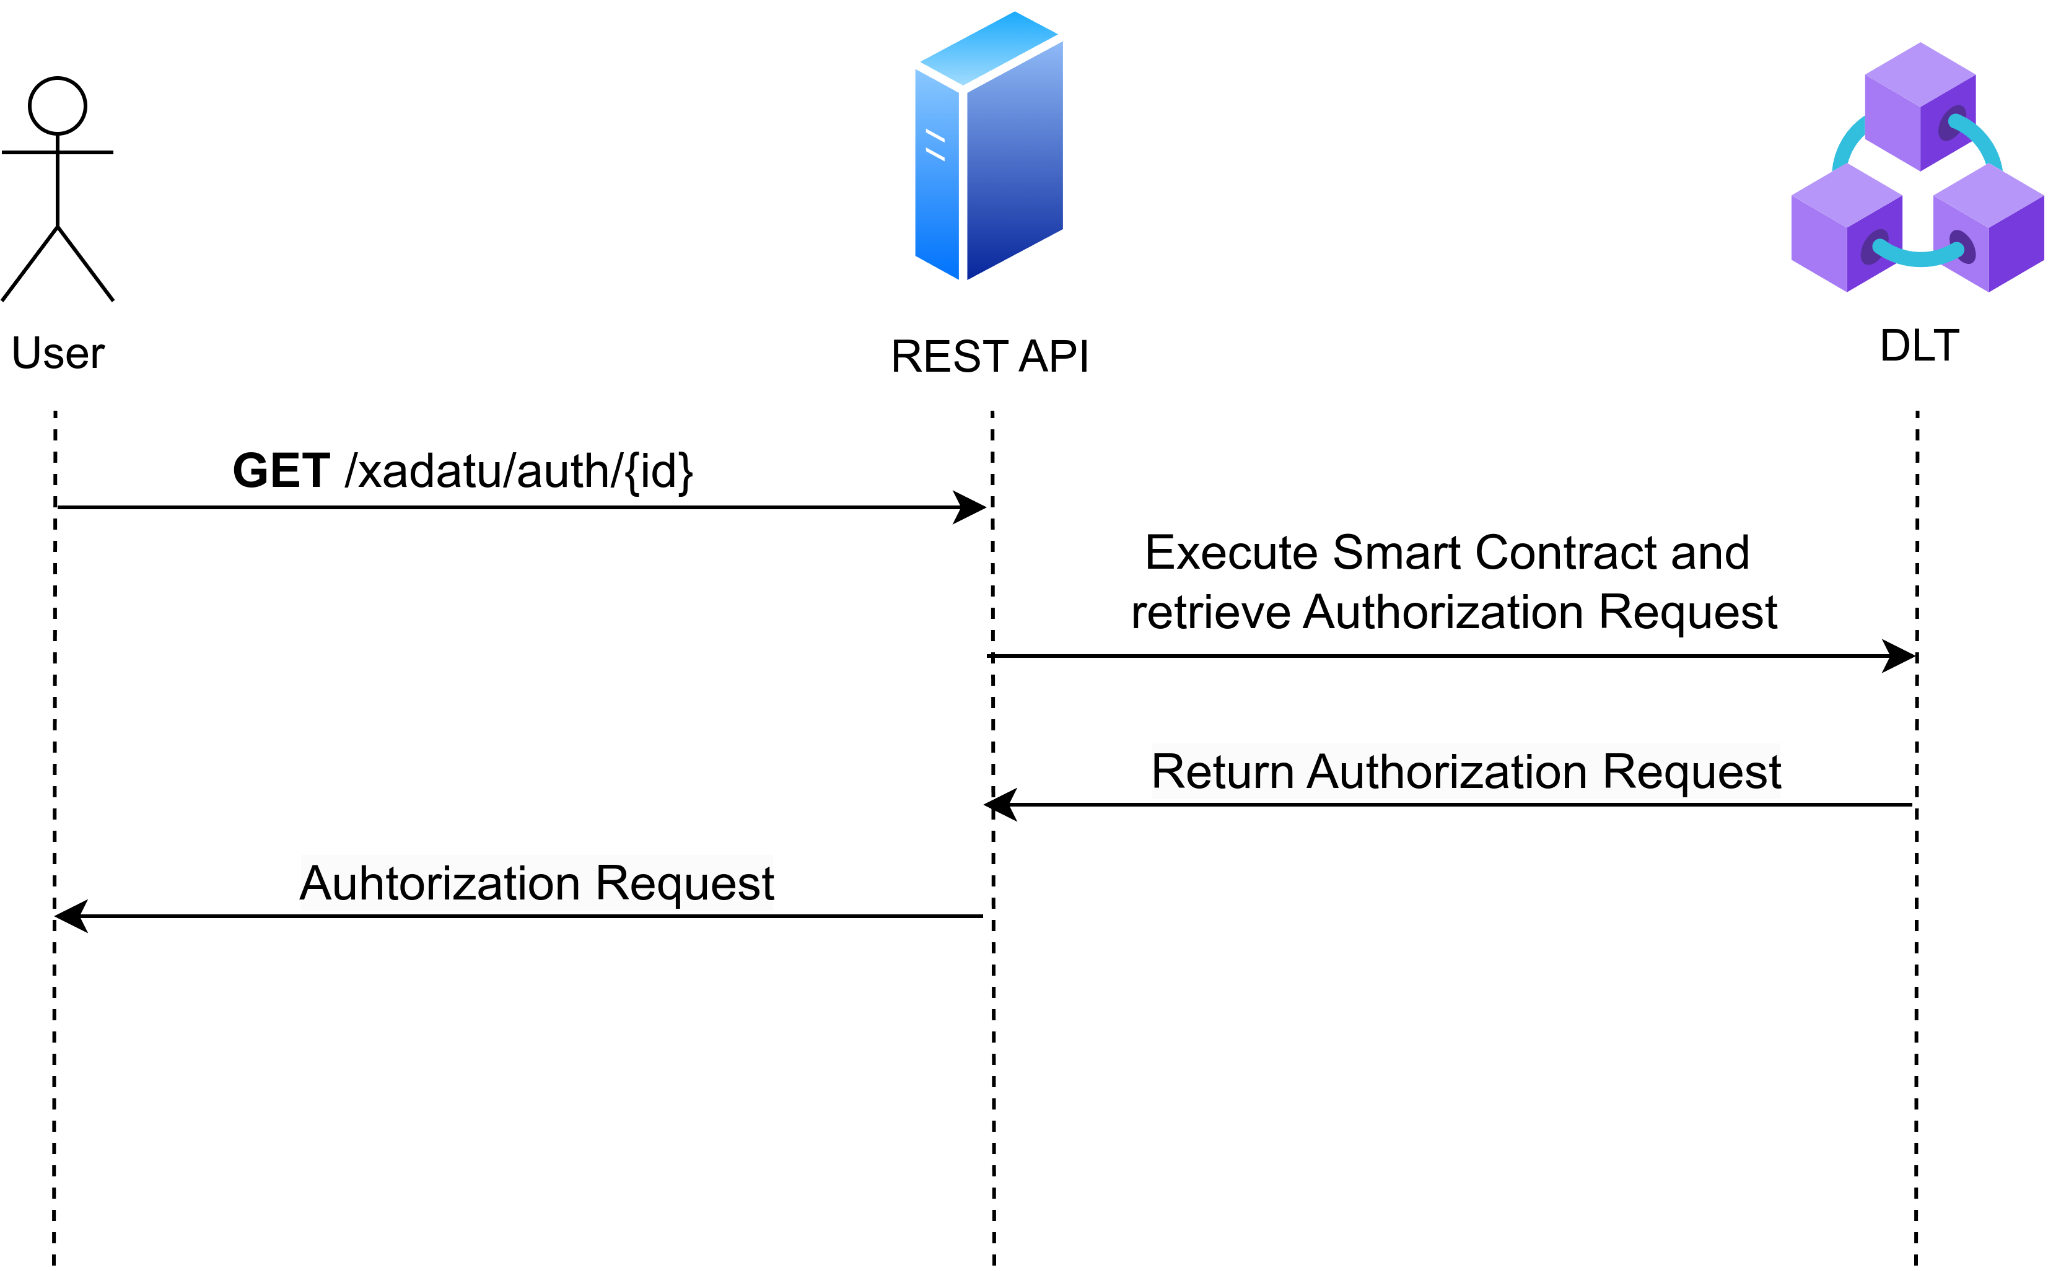 User
REST API
DLT
GET /xadatu/auth/{id}
Execute Smart Contract and
retrieve Authorization Request
Return Authorization Request
Auhtorization Request